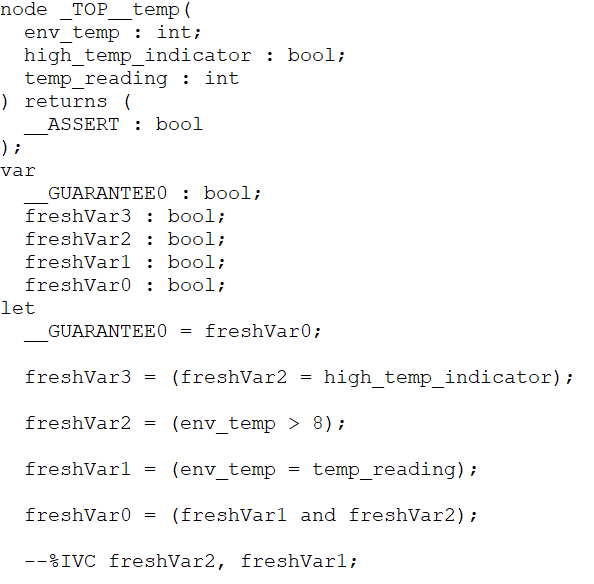 node _TOP__temp(
  env_temp : int;
  high_temp_indicator : bool;
  temp_reading : int
) returns (
  __ASSERT : bool
);
var
  __GUARANTEE0 : bool;
  freshVar3 : bool;
  freshVar2 : bool;
  freshVar1 : bool;
  freshVar0 : bool;
let
  __GUARANTEE0 = freshVar0;
  freshVar3 = (freshVar2 = high_temp_indicator);
  freshVar2 = (env_temp > 8);
  freshVar1 = (env_temp = temp_reading);
  freshVar0 = (freshVar1 and freshVar2);
  --%IVC freshVar2, freshVar1;